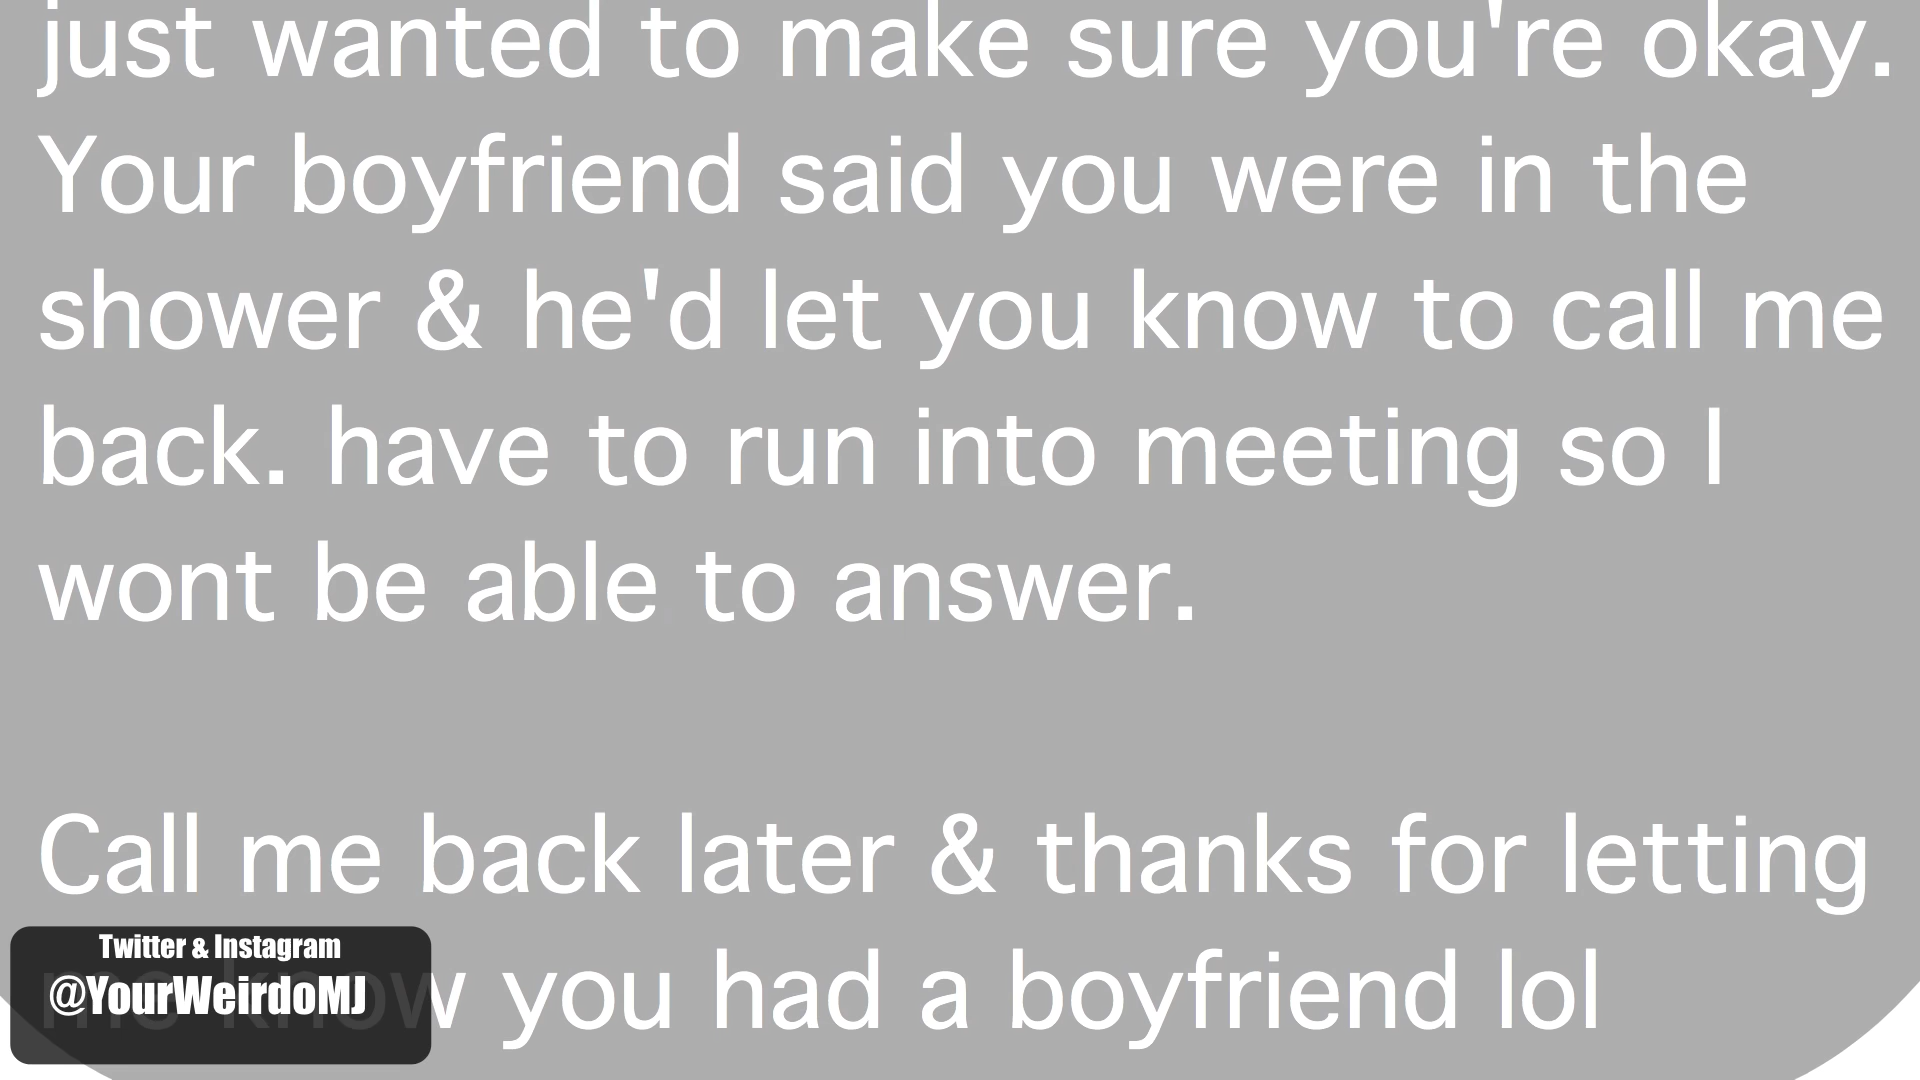 just wanted to make sure you're okay.
Your boyfriend said you were in the
shower & he'd let you know to call me
back. have to run into meeting so I
wont be able to answer.
Call me back later & thanks for letting
me know you had a boyfriend lol
Twitter & Instagram
@YourWeirdoMJ